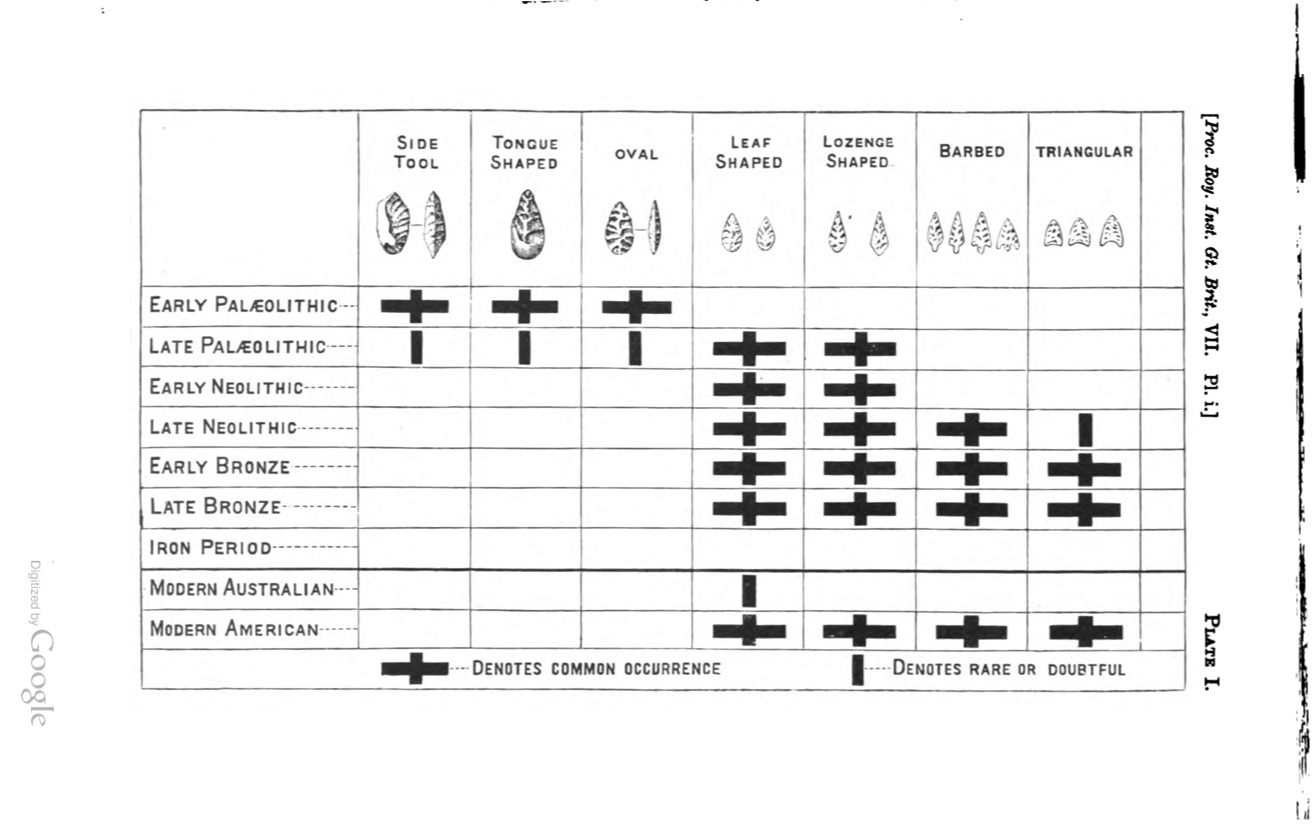 [Proc. Roy. Inst. Gt. Brit., VII. Pl. i.]
SIDE
TOOL
TONGUE
SHAPED
OVAL
LEAF
SHAPED
LOZENGE
SHAPED.
BARBED
TRIANGULAR
EARLY PALÆOLITHIC
LATE PALÆOLITHIC
EARLY NEOLITHIC
LATE NEOLITHIC
EARLY BRONZE
LATE BRONZE
IRON PERIOD
MODERN AUSTRALIAN
MODERN AMERICAN
DENOTES COMMON OCCURRENCE
DENOTES RARE OR DOUBTFUL
PLATE I.
Digitized by Google